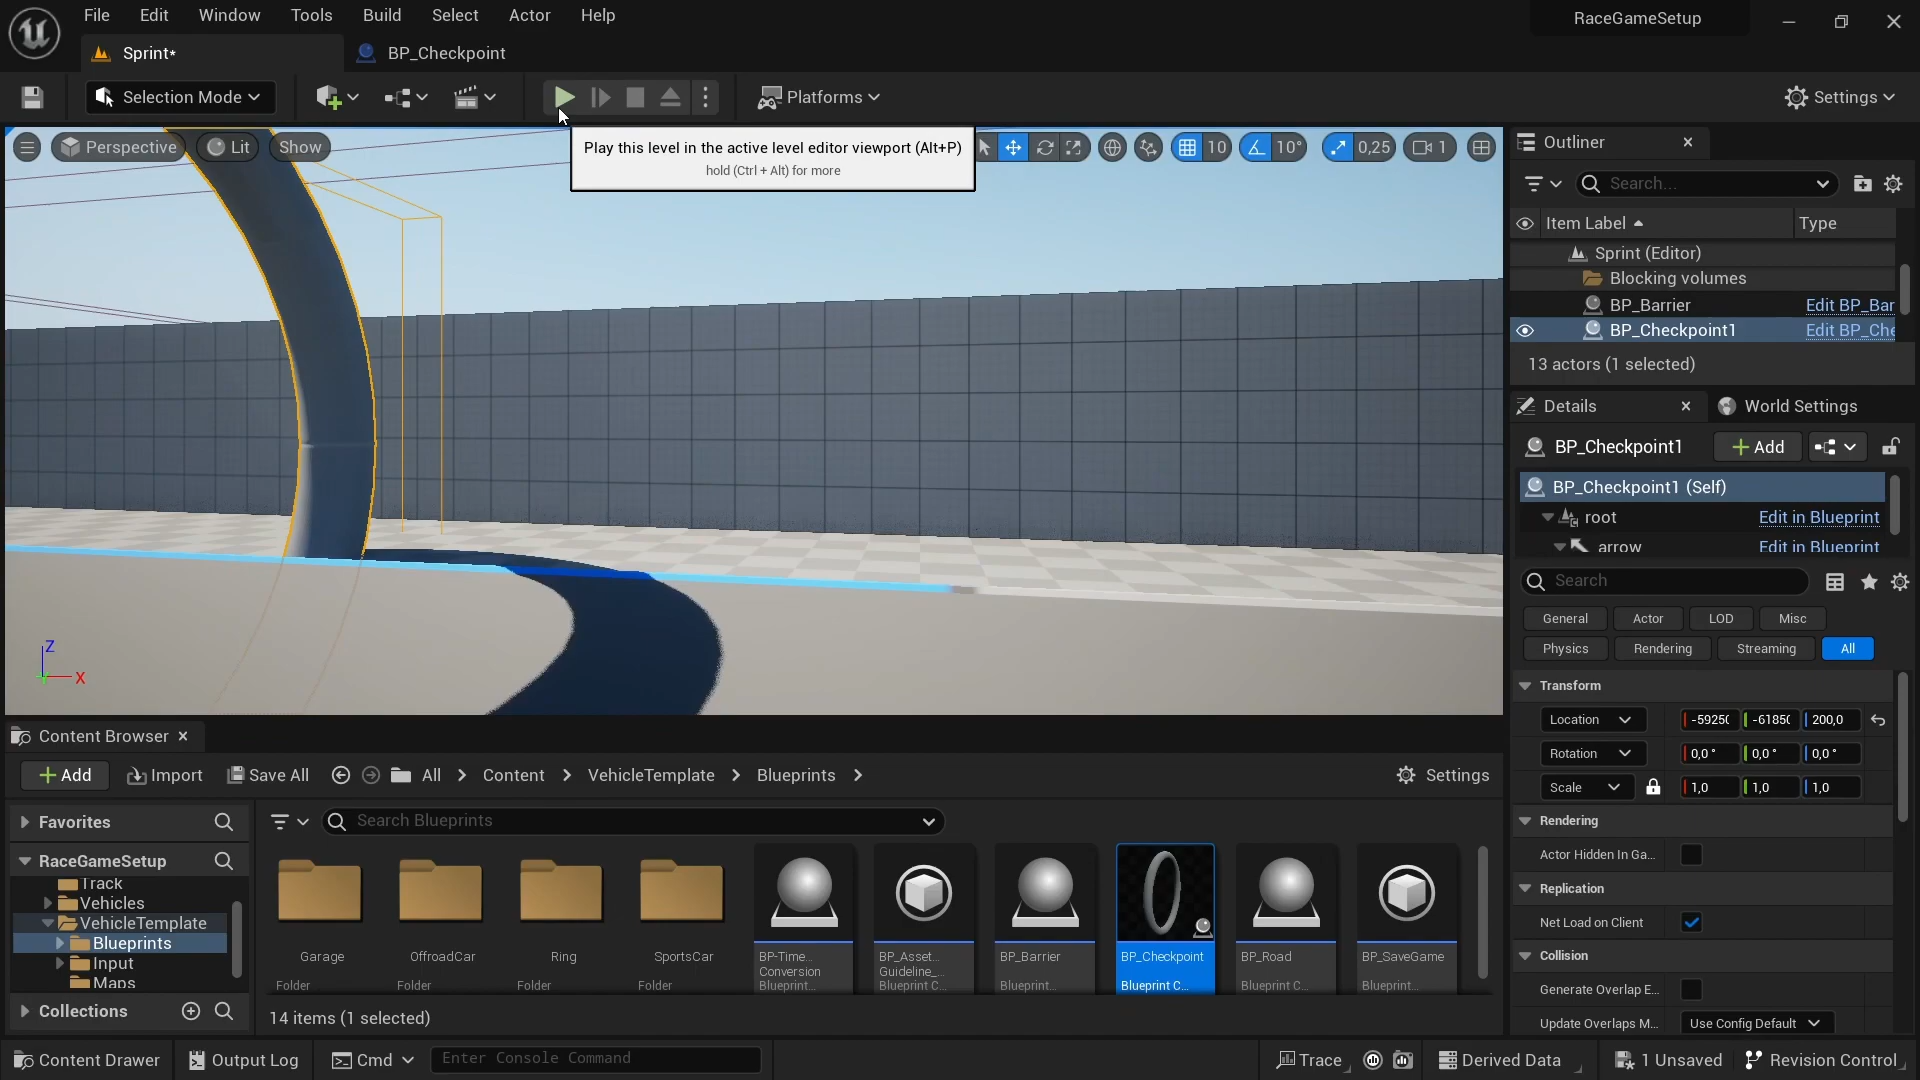 File Edit Window Tools Build Select Actor Help
RaceGameSetup
Sprint*
BP_Checkpoint
Selection Mode
Platforms
Settings
Perspective
Lit
Show
Play this level in the active level editor viewport (Alt+P)
hold (Ctrl + Alt) for more
10
10°
0,25
1
Z
X
Outliner
Search...
Item Label
Type
Sprint (Editor)
Blocking volumes
BP_Barrier
Edit BP_Bar
BP_Checkpoint1
Edit BP_Che
13 actors (1 selected)
Details
World Settings
BP_Checkpoint1
Add
BP_Checkpoint1 (Self)
root
Edit in Blueprint
arrow
Edit in Blueprint
Search
General
Actor
LOD
Misc
Physics
Rendering
Streaming
All
Transform
Location
-59250
-61850
200,0
Rotation
0,0 °
0,0 °
0,0 °
Scale
1,0
1,0
1,0
Rendering
Actor Hidden In Ga...
Replication
Net Load on Client
Collision
Generate Overlap E...
Update Overlaps M...
Use Config Default
Content Browser
Add
Import
Save All
All
Content
VehicleTemplate
Blueprints
Settings
Favorites
RaceGameSetup
Track
Vehicles
VehicleTemplate
Blueprints
Input
Maps
Collections
Search Blueprints
Garage
Folder
OffroadCar
Folder
Ring
Folder
SportsCar
Folder
BP-Time...
Conversion
Blueprint...
BP_Asset...
Guideline_...
Blueprint C...
BP_Barrier
Blueprint...
BP_Checkpoint
Blueprint C...
BP_Road
Blueprint C...
BP_SaveGame
Blueprint...
14 items (1 selected)
Content Drawer
Output Log
Cmd
Enter Console Command
Trace
Derived Data
1 Unsaved
Revision Control